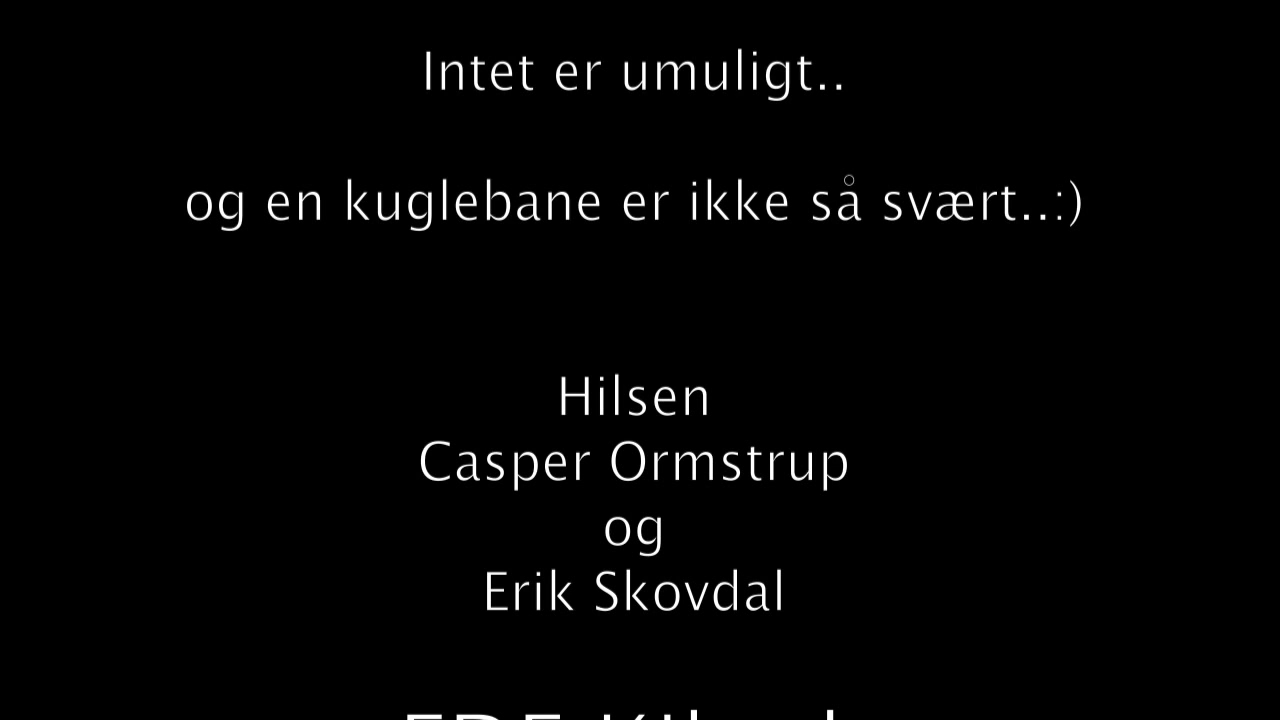 Intet er umuligt..
og en kuglebane er ikke så svært..:)
Hilsen
Casper Ormstrup
og
Erik Skovdal